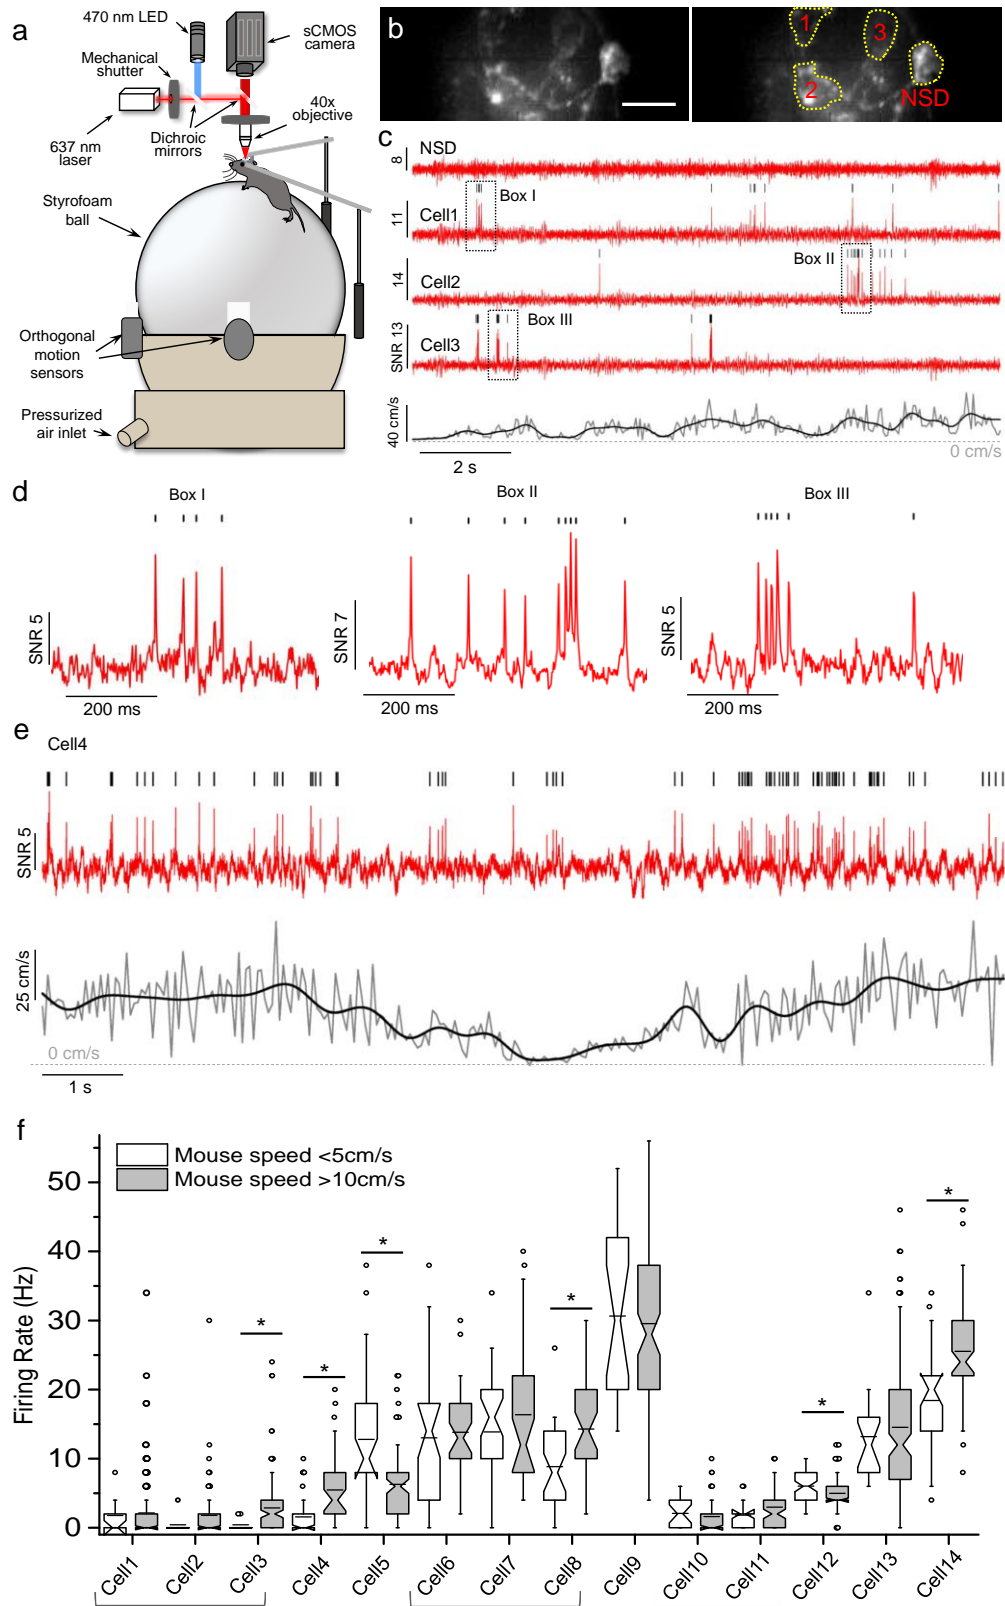 a
470 nm LED
sCMOS
camera
Mechanical
shutter
40x
objective
637 nm
laser
Dichroic
mirrors
Styrofoam
ball
Orthogonal
motion
sensors
Pressurized
air inlet
b
1
2
3
NSD
c
8
NSD
11
Cell1
Box I
14
Cell2
Box II
SNR 13
Cell3
Box III
40 cm/s
0 cm/s
2 s
d
Box I
Box II
Box III
SNR 5
SNR 7
SNR 5
200 ms
200 ms
200 ms
e
Cell4
SNR 5
25 cm/s
0 cm/s
1 s
f
Mouse speed <5cm/s
Mouse speed >10cm/s
Firing Rate (Hz)
50
40
30
20
10
0
* * * * * * *
Cell1 Cell2 Cell3 Cell4 Cell5 Cell6 Cell7 Cell8 Cell9 Cell10 Cell11 Cell12 Cell13 Cell14